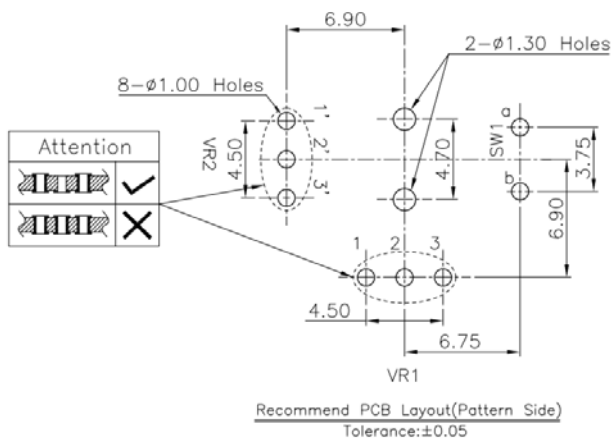 6.90
2-ø1.30 Holes
8-ø1.00 Holes
Attention
VR2
4.50
1'
2'
3'
4.70
SW1
a
b
3.75
6.90
1 2 3
4.50
6.75
VR1
Recommend PCB Layout(Pattern Side)
Tolerance:±0.05